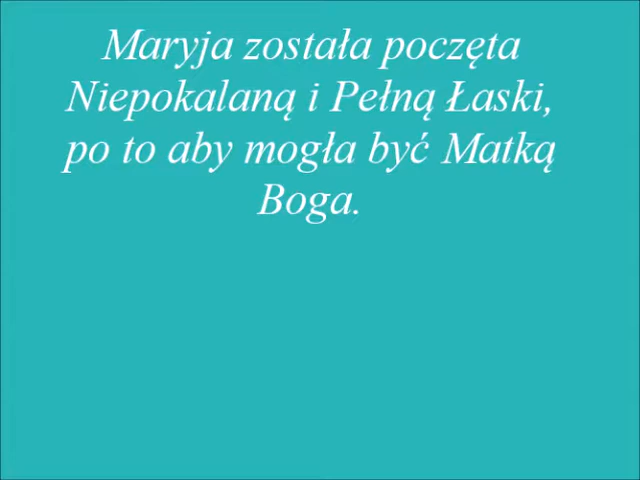 Maryja została poczęta
Niepokalaną i Pełną Łaski,
po to aby mogła być Matką
Boga.